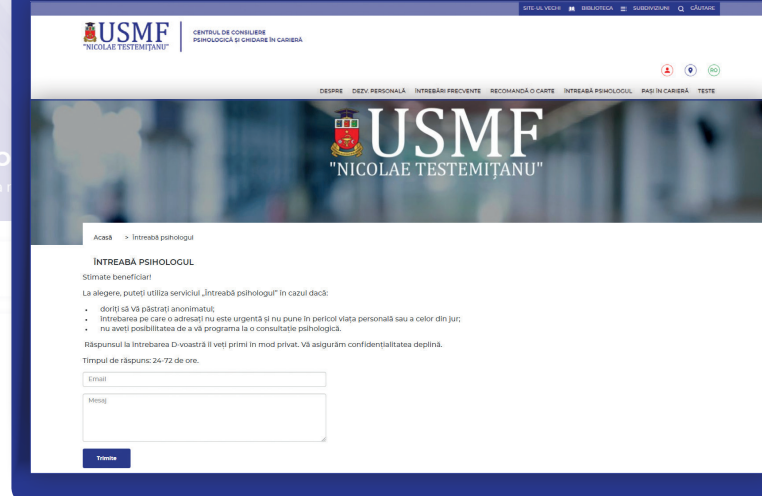 SITE-UL VECHI BIBLIOTECA SUBDIVIZIUNI CĂUTARE
USMF
"NICOLAE TESTEMIȚANU"
CENTRUL DE CONSILIERE
PSIHOLOGICĂ ȘI GHIDARE ÎN CARIERĂ
RO
DESPRE DEZV. PERSONALĂ ÎNTREBĂRI FRECVENTE RECOMANDĂ O CARTE ÎNTREABĂ PSIHOLOGUL PAȘI ÎN CARIERĂ TESTE
USMF
"NICOLAE TESTEMIȚANU"
Acasă > Întreabă psihologul
ÎNTREABĂ PSIHOLOGUL
Stimate beneficiar!
La alegere, puteți utiliza serviciul „Întreabă psihologul” în cazul dacă:
• doriți să Vă păstrați anonimatul;
• întrebarea pe care o adresați nu este urgentă și nu pune în pericol viața personală sau a celor din jur;
• nu aveți posibilitatea de a vă programa la o consultație psihologică.
Răspunsul la întrebarea D-voastră îl veți primi în mod privat. Vă asigurăm confidențialitatea deplină.
Timpul de răspuns: 24-72 de ore.
Email
Mesaj
Trimite